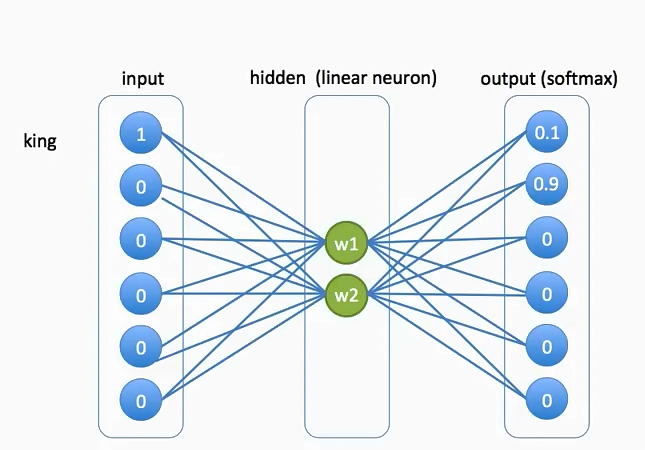 input hidden (linear neuron) output (softmax)
king 1 0.1
0 0.9
0 w1 0
0 w2 0
0 0
0 0